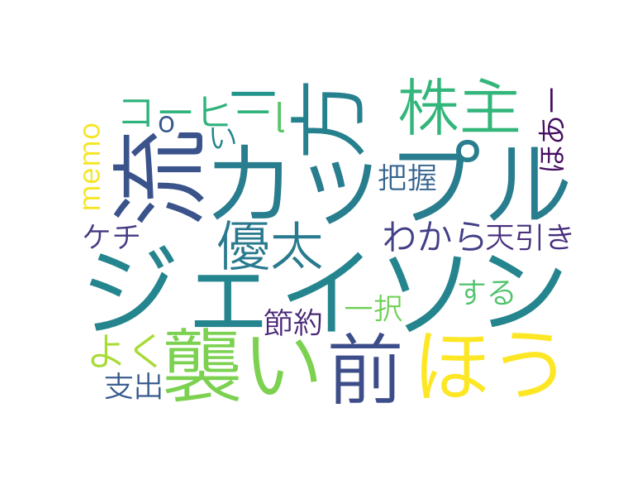 コーヒー
l
方
株主
ほあー
memo
流
。
い
カップル
把握
ケチ
優太
わから
天引き
ジェイソン
する
節約
一択
よく
襲い
前
ほう
支出